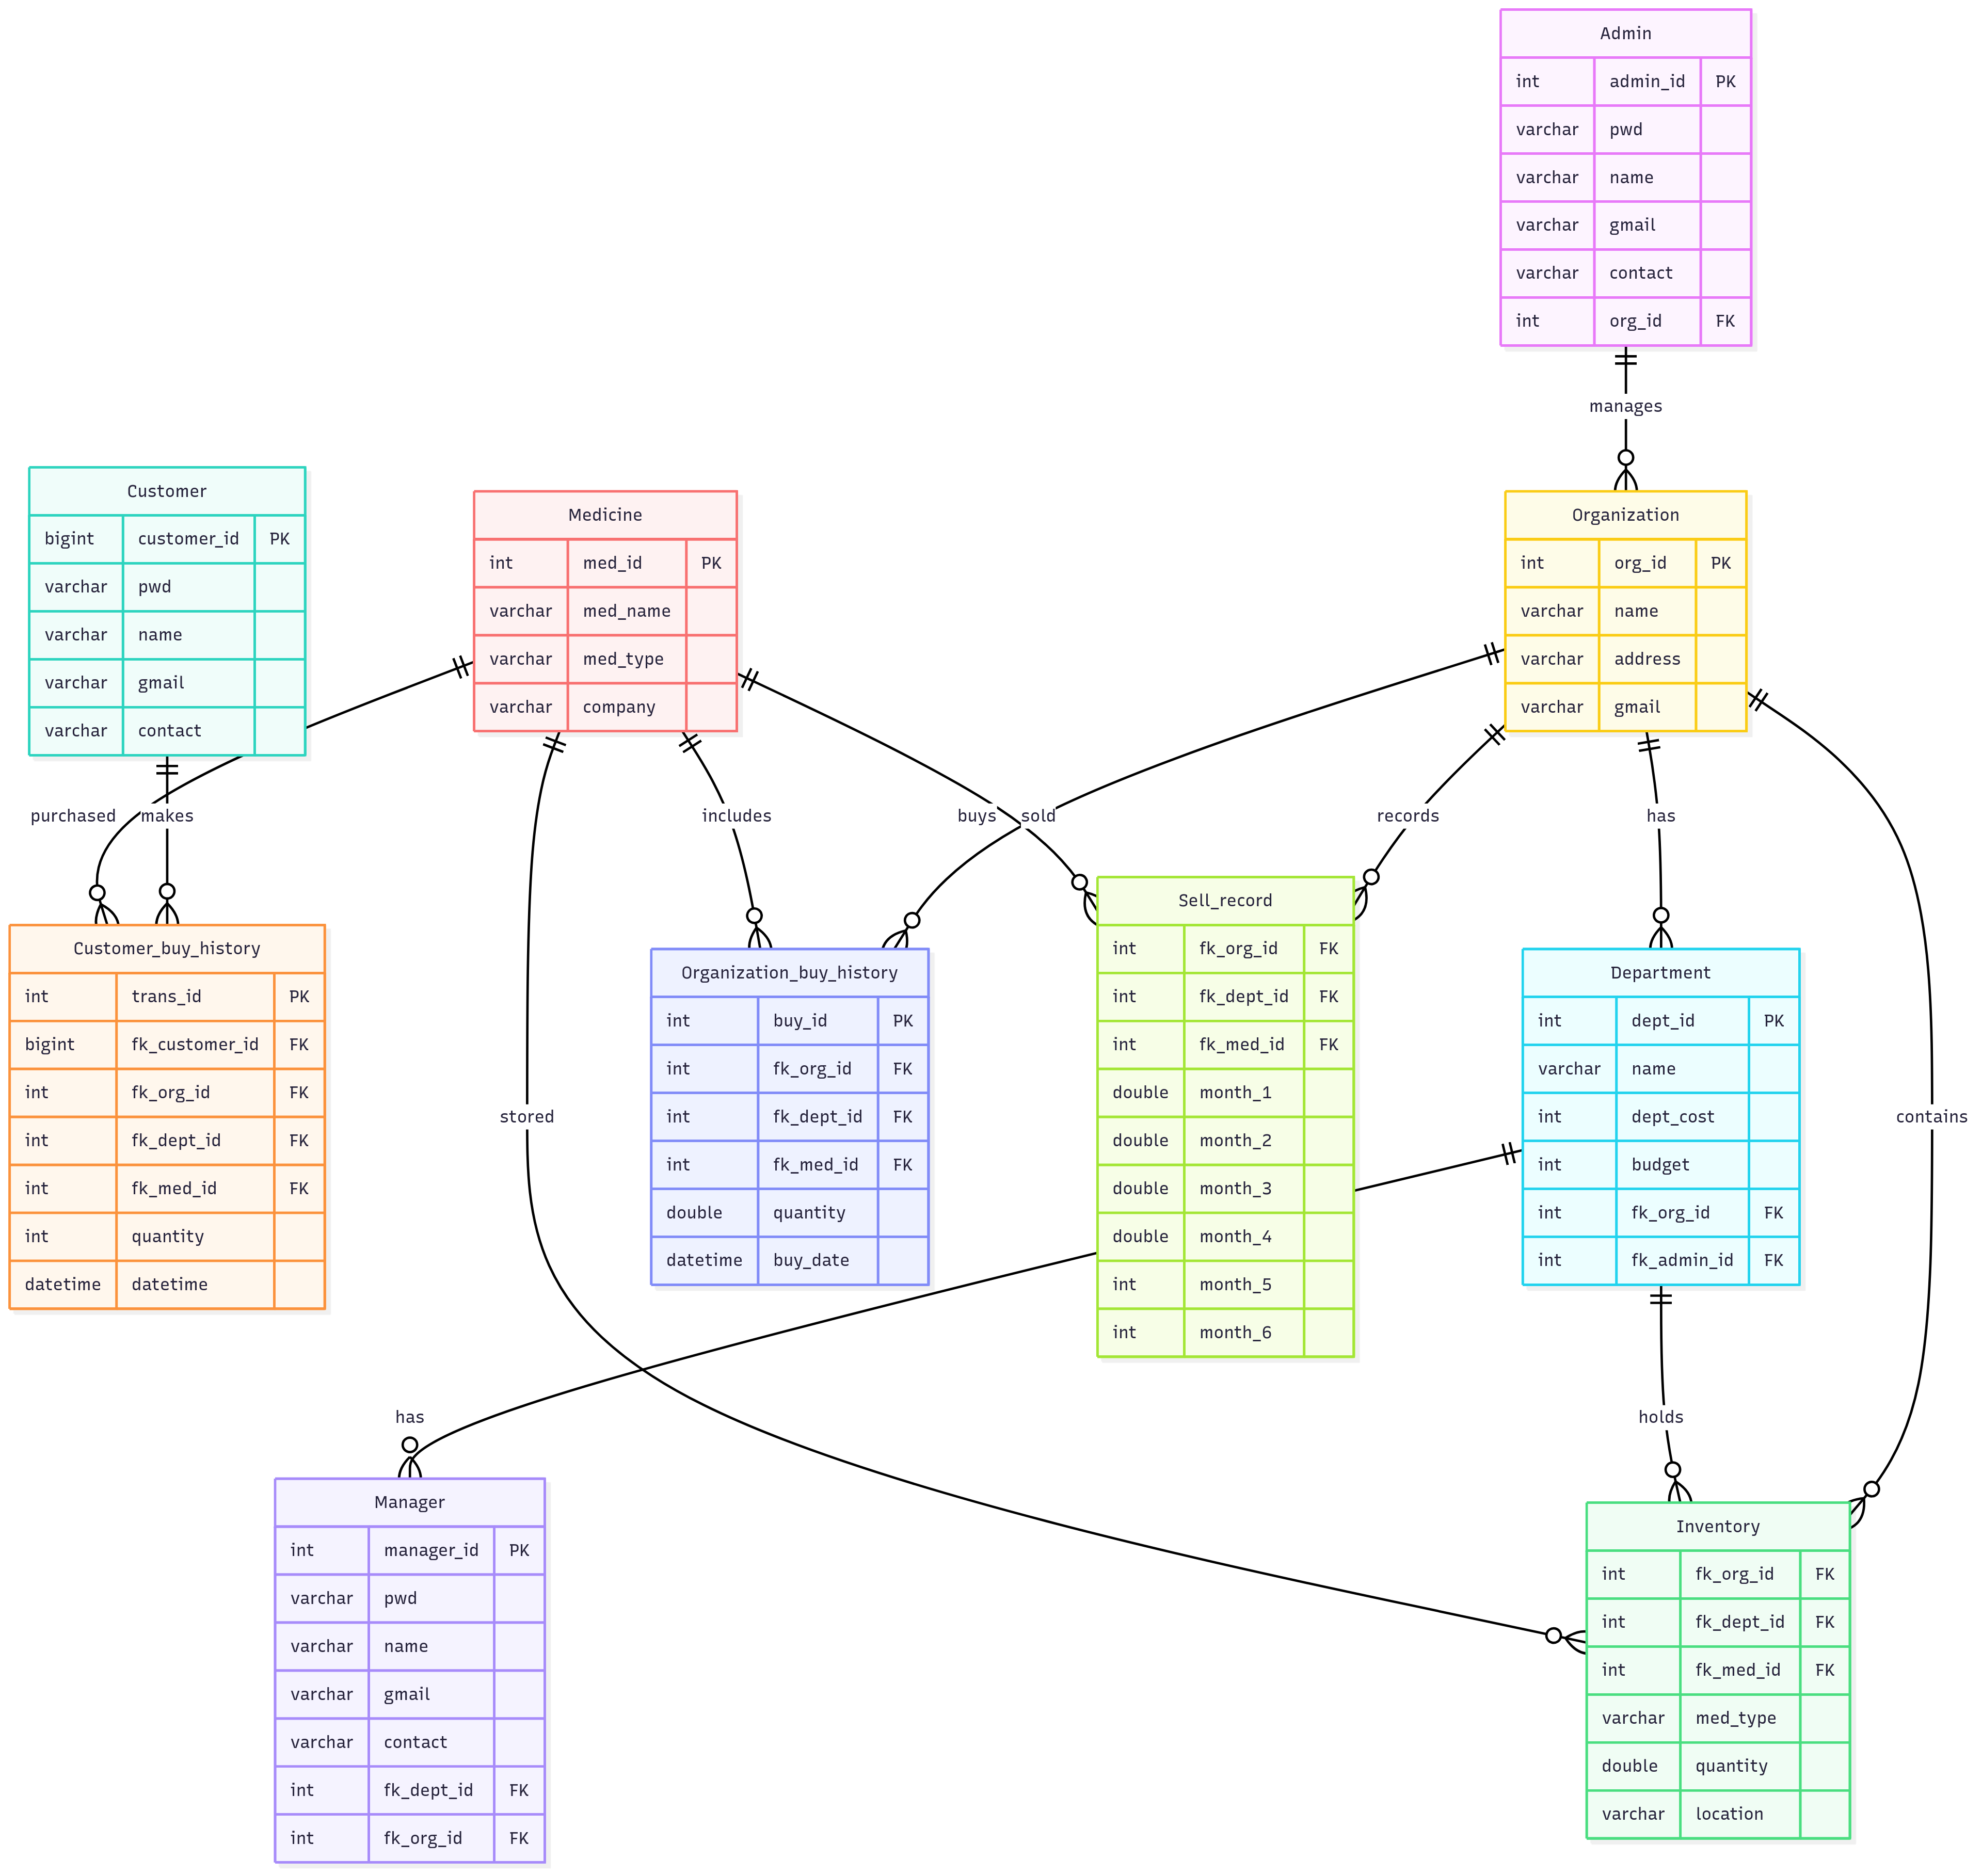 Admin
int admin_id PK
varchar pwd
varchar name
varchar gmail
varchar contact
int org_id FK
manages
Customer
bigint customer_id PK
varchar pwd
varchar name
varchar gmail
varchar contact
Medicine
int med_id PK
varchar med_name
varchar med_type
varchar company
Organization
int org_id PK
varchar name
varchar address
varchar gmail
purchased
makes
includes
buys
sold
records
has
Customer_buy_history
int trans_id PK
bigint fk_customer_id FK
int fk_org_id FK
int fk_dept_id FK
int fk_med_id FK
int quantity
datetime datetime
stored
Organization_buy_history
int buy_id PK
int fk_org_id FK
int fk_dept_id FK
int fk_med_id FK
double quantity
datetime buy_date
Sell_record
int fk_org_id FK
int fk_dept_id FK
int fk_med_id FK
double month_1
double month_2
double month_3
double month_4
int month_5
int month_6
Department
int dept_id PK
varchar name
int dept_cost
int budget
int fk_org_id FK
int fk_admin_id FK
contains
has
holds
Manager
int manager_id PK
varchar pwd
varchar name
varchar gmail
varchar contact
int fk_dept_id FK
int fk_org_id FK
Inventory
int fk_org_id FK
int fk_dept_id FK
int fk_med_id FK
varchar med_type
double quantity
varchar location